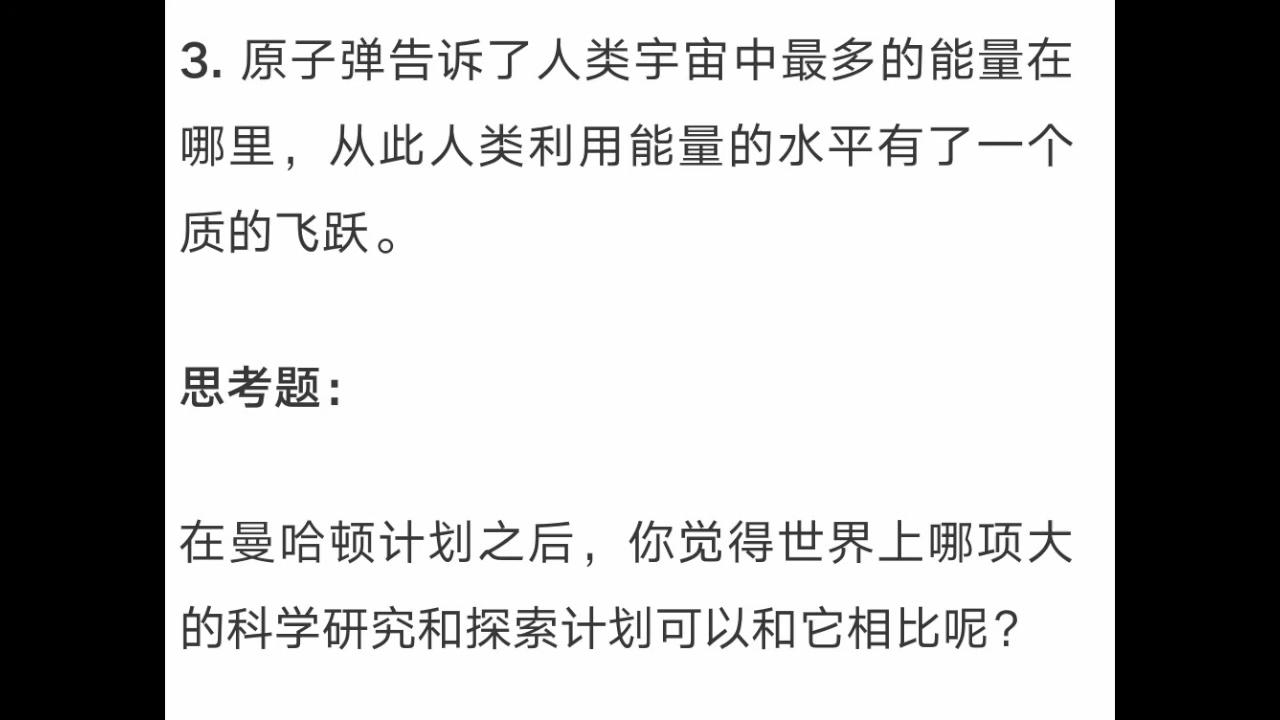 3. 原子弹告诉了人类宇宙中最多的能量在
哪里，从此人类利用能量的水平有了一个
质的飞跃。
思考题：
在曼哈顿计划之后，你觉得世界上哪项大
的科学研究和探索计划可以和它相比呢？